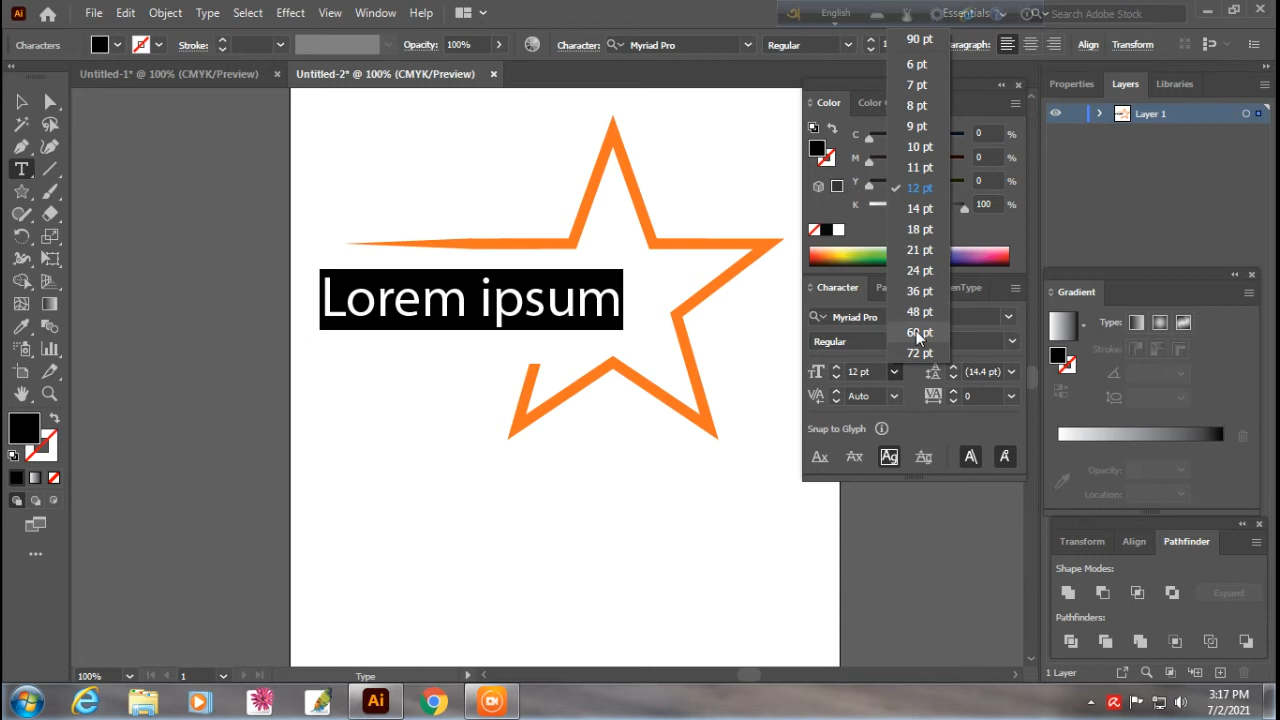 Ai File Edit Object Type Select Effect View Window Help
English Essentials Search Adobe Stock
Characters Stroke: Opacity: 100% Character: Myriad Pro Regular Paragraph: Align Transform
Untitled-1* @ 100% (CMYK/Preview) × Untitled-2* @ 100% (CMYK/Preview) ×
Lorem ipsum
Color
C 0 %
M 0 %
Y 0 %
K 100 %
90 pt
6 pt
7 pt
8 pt
9 pt
10 pt
11 pt
12 pt
14 pt
18 pt
21 pt
24 pt
36 pt
48 pt
60 pt
72 pt
Character
Myriad Pro
Regular
12 pt (14.4 pt)
Auto 0
Snap to Glyph
Properties Layers Libraries
Layer 1
Gradient
Type:
Stroke:
Opacity:
Location:
Transform Align Pathfinder
Shape Modes:
Expand
Pathfinders:
1 Layer
100% 1 Type
3:17 PM
7/2/2021